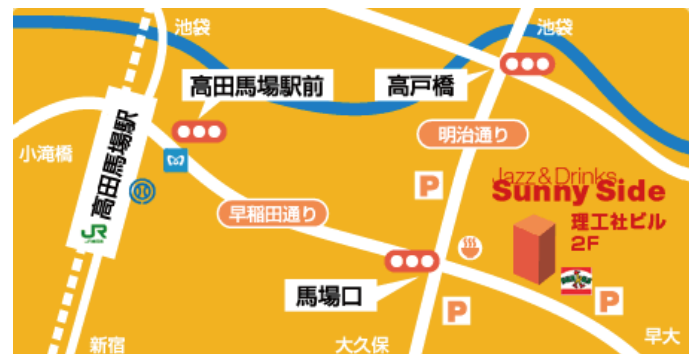 池袋
池袋
高田馬場駅前
高戸橋
小滝橋
高田馬場駅
明治通り
JR
P
Jazz&Drinks
Sunny Side
早稲田通り
理工社ビル
2F
馬場口
P
P
新宿
大久保
早大